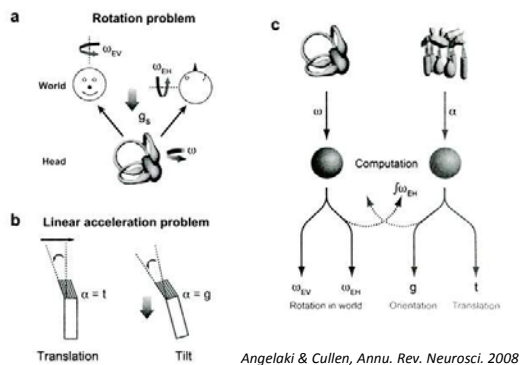 a
Rotation problem
ω_EV
World
ω_EH
g_s
Head
ω
b
Linear acceleration problem
α = t
α = g
Translation
Tilt
c
ω
α
Computation
∫ω_EH
ω_EV
ω_EH
g
t
Rotation in world
Orientation
Translation
Angelaki & Cullen, Annu. Rev. Neurosci. 2008